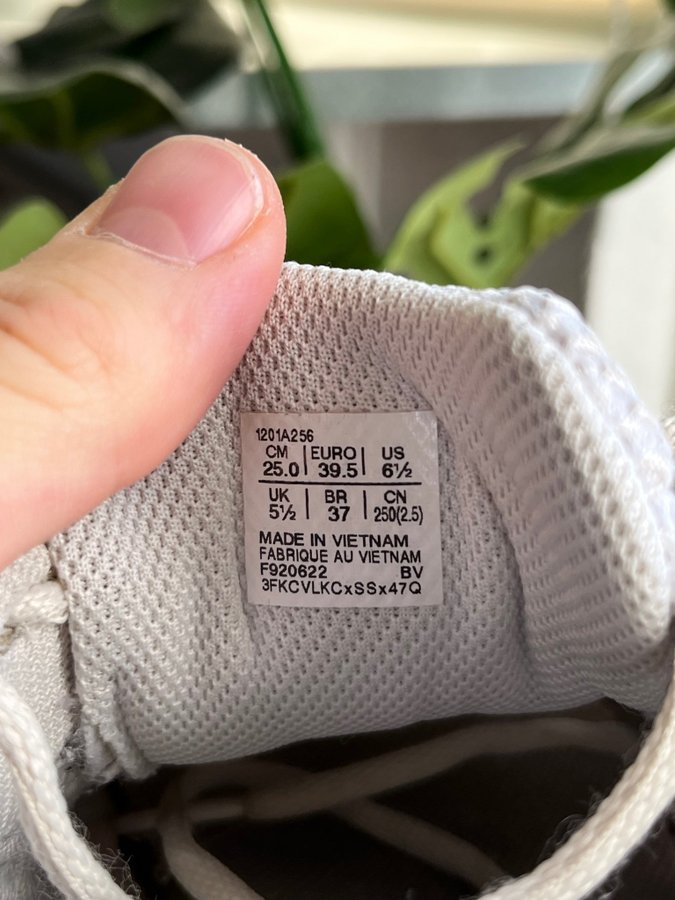 1201A256
CM | EURO | US
25.0 | 39.5 | 6½
UK | BR | CN
5½ | 37 | 250(2.5)
MADE IN VIETNAM
FABRIQUE AU VIETNAM
F920622 BV
3FKCVLKCxSSx47Q